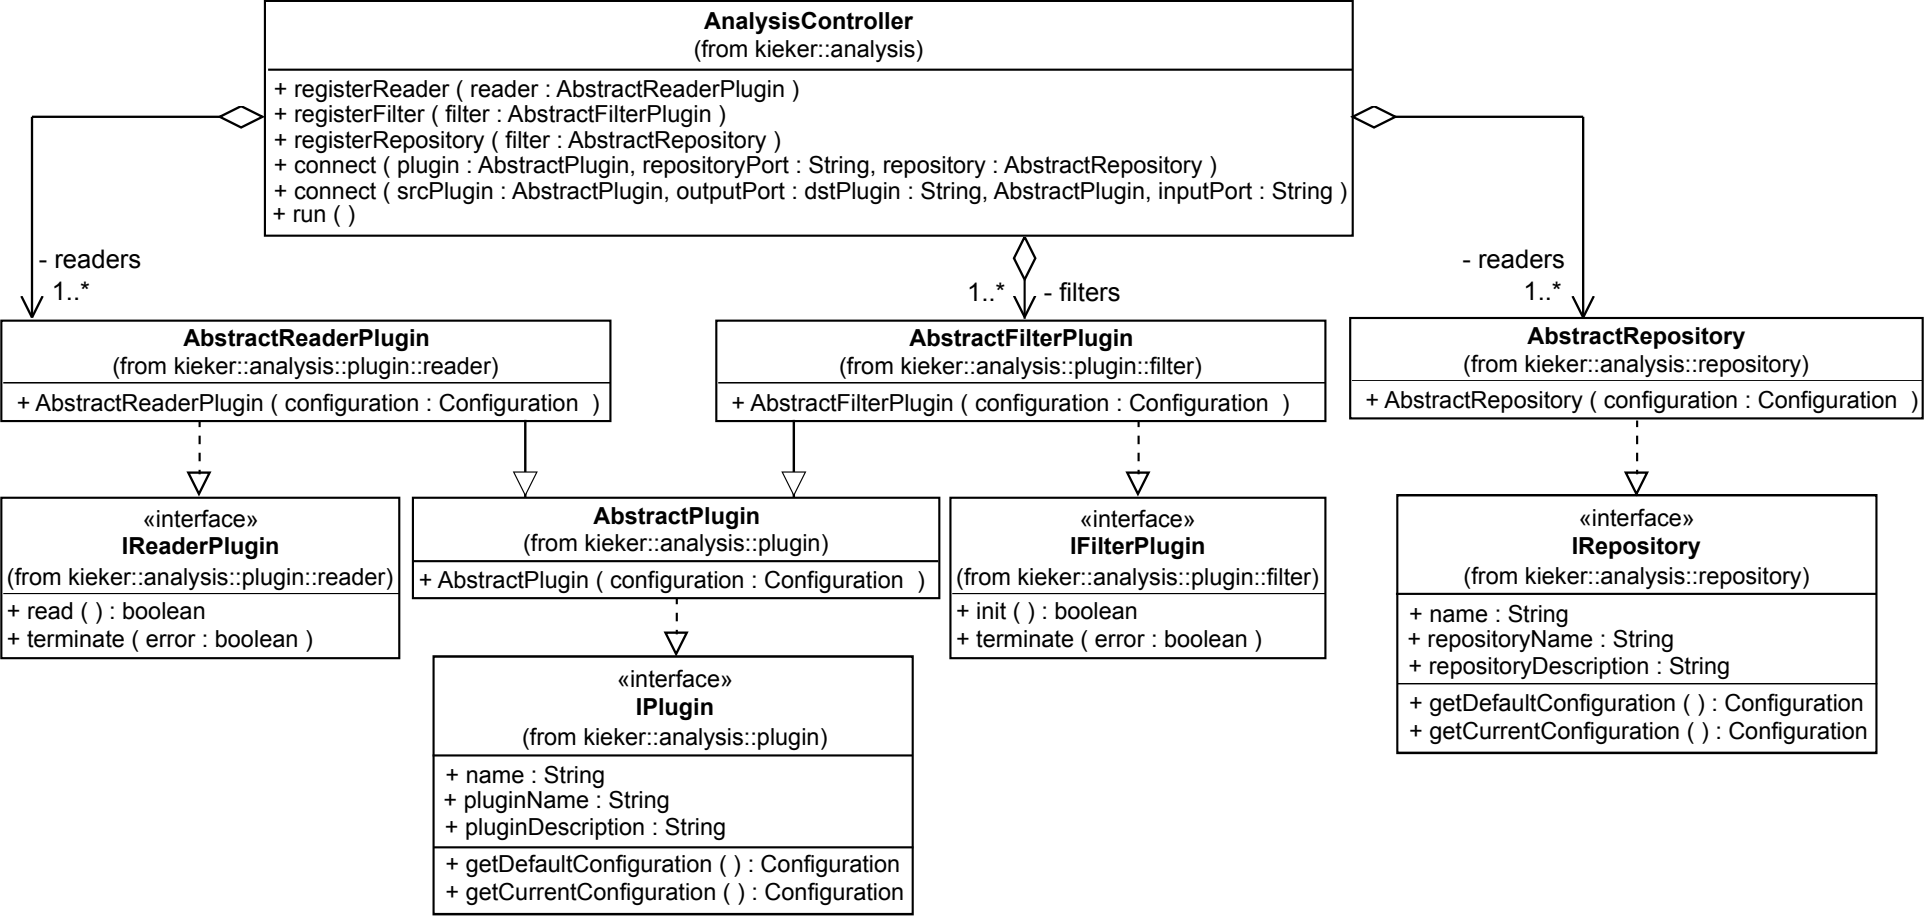 AnalysisController
(from kieker::analysis)
+ registerReader ( reader : AbstractReaderPlugin )
+ registerFilter ( filter : AbstractFilterPlugin )
+ registerRepository ( filter : AbstractRepository )
+ connect ( plugin : AbstractPlugin, repositoryPort : String, repository : AbstractRepository )
+ connect ( srcPlugin : AbstractPlugin, outputPort : dstPlugin : String, AbstractPlugin, inputPort : String )
+ run ( )
- readers
1..*
1..*
- filters
- readers
1..*
AbstractReaderPlugin
(from kieker::analysis::plugin::reader)
+ AbstractReaderPlugin ( configuration : Configuration )
AbstractFilterPlugin
(from kieker::analysis::plugin::filter)
+ AbstractFilterPlugin ( configuration : Configuration )
AbstractRepository
(from kieker::analysis::repository)
+ AbstractRepository ( configuration : Configuration )
«interface»
IReaderPlugin
(from kieker::analysis::plugin::reader)
+ read ( ) : boolean
+ terminate ( error : boolean )
AbstractPlugin
(from kieker::analysis::plugin)
+ AbstractPlugin ( configuration : Configuration )
«interface»
IFilterPlugin
(from kieker::analysis::plugin::filter)
+ init ( ) : boolean
+ terminate ( error : boolean )
«interface»
IRepository
(from kieker::analysis::repository)
+ name : String
+ repositoryName : String
+ repositoryDescription : String
+ getDefaultConfiguration ( ) : Configuration
+ getCurrentConfiguration ( ) : Configuration
«interface»
IPlugin
(from kieker::analysis::plugin)
+ name : String
+ pluginName : String
+ pluginDescription : String
+ getDefaultConfiguration ( ) : Configuration
+ getCurrentConfiguration ( ) : Configuration